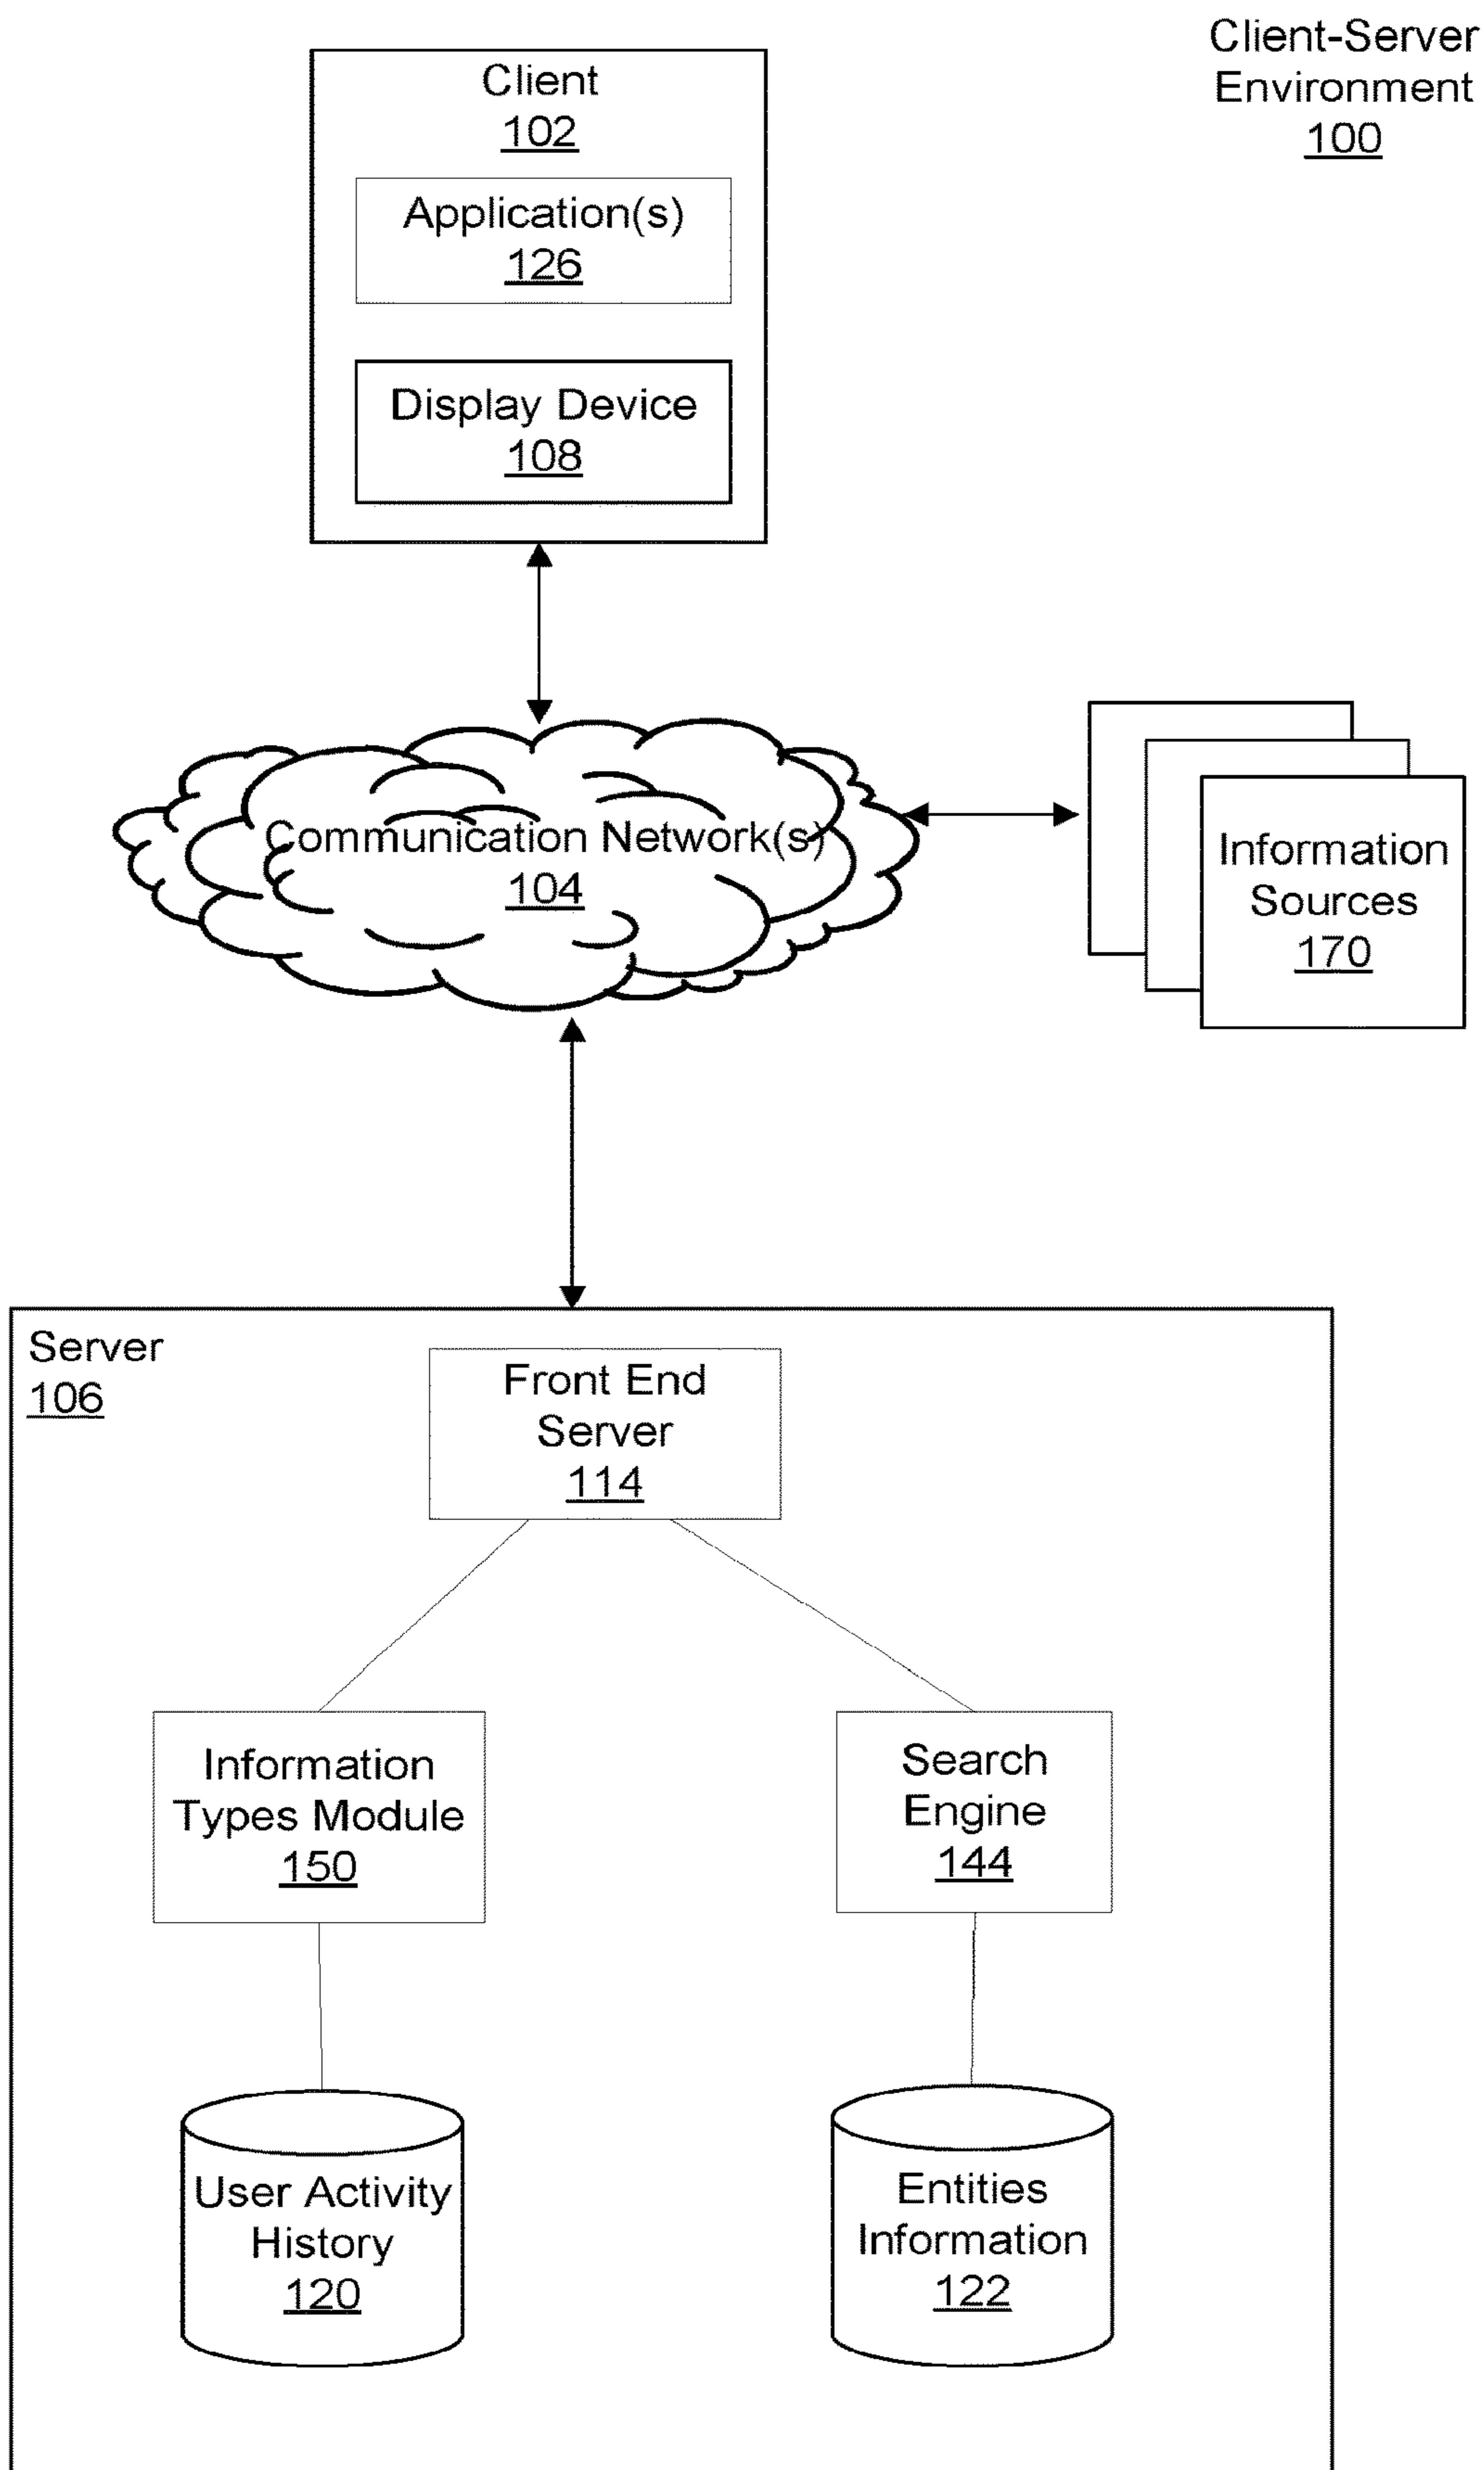 Client-Server
Environment
100
Client
102
Application(s)
126
Display Device
108
Communication Network(s)
104
Information
Sources
170
Server
106
Front End
Server
114
Information
Types Module
150
Search
Engine
144
User Activity
History
120
Entities
Information
122